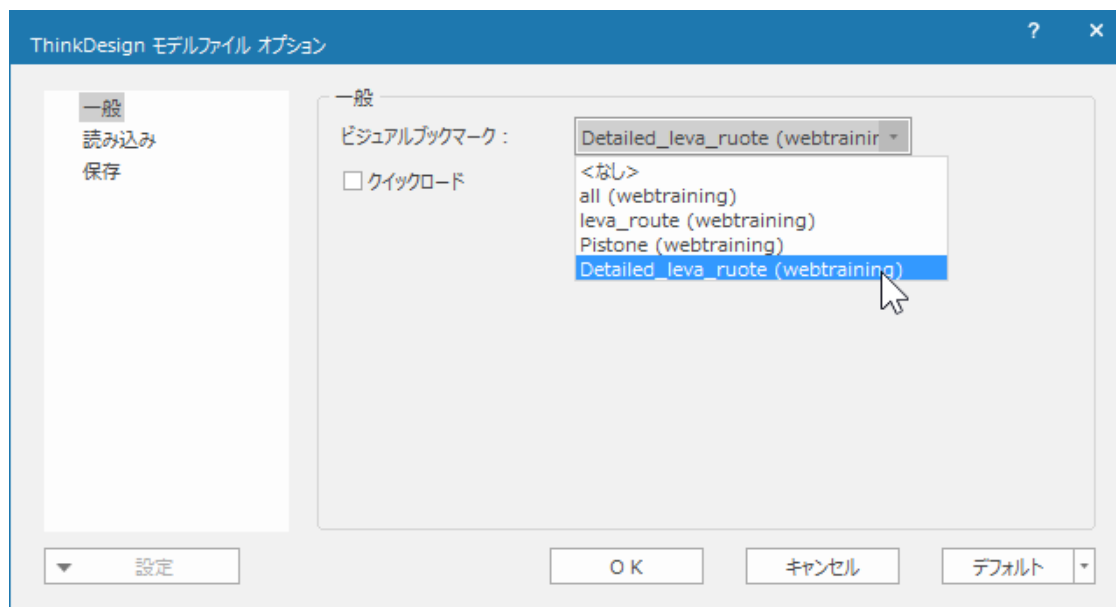 ThinkDesign モデルファイル オプション
? ×
一般
読み込み
保存
一般
ビジュアルブックマーク :
Detailed_leva_ruote (webtrainin
クイックロード
<なし>
all (webtraining)
leva_route (webtraining)
Pistone (webtraining)
Detailed_leva_ruote (webtraining)
設定
OK
キャンセル
デフォルト